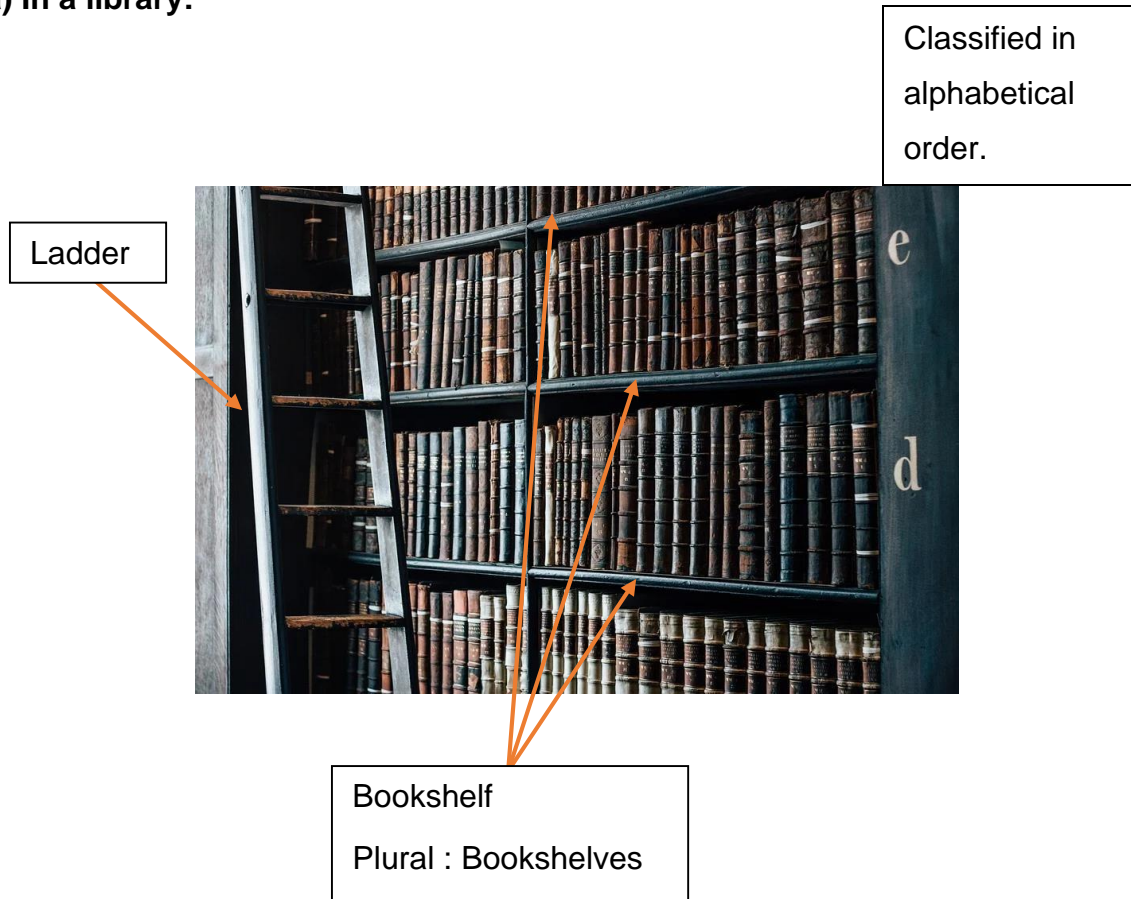 ) In a library:
Classified in
alphabetical
order.
Ladder
e
d
Bookshelf
Plural : Bookshelves